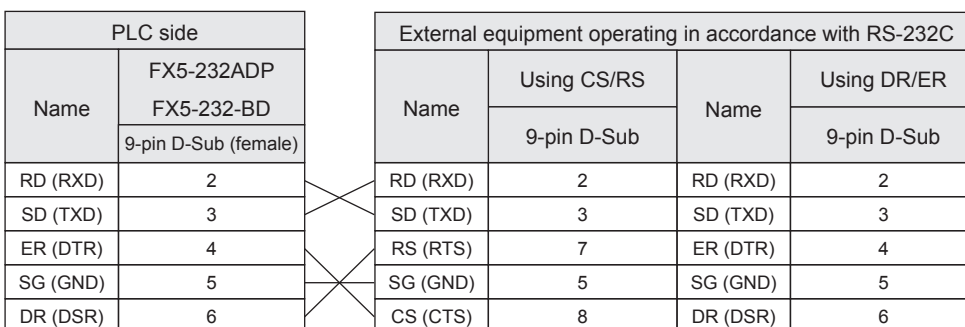 PLC side External equipment operating in accordance with RS-232C
Name FX5-232ADP Name Using CS/RS Name Using DR/ER
FX5-232-BD
9-pin D-Sub (female) 9-pin D-Sub 9-pin D-Sub
RD (RXD) 2 RD (RXD) 2 RD (RXD) 2
SD (TXD) 3 SD (TXD) 3 SD (TXD) 3
ER (DTR) 4 RS (RTS) 7 ER (DTR) 4
SG (GND) 5 SG (GND) 5 SG (GND) 5
DR (DSR) 6 CS (CTS) 8 DR (DSR) 6